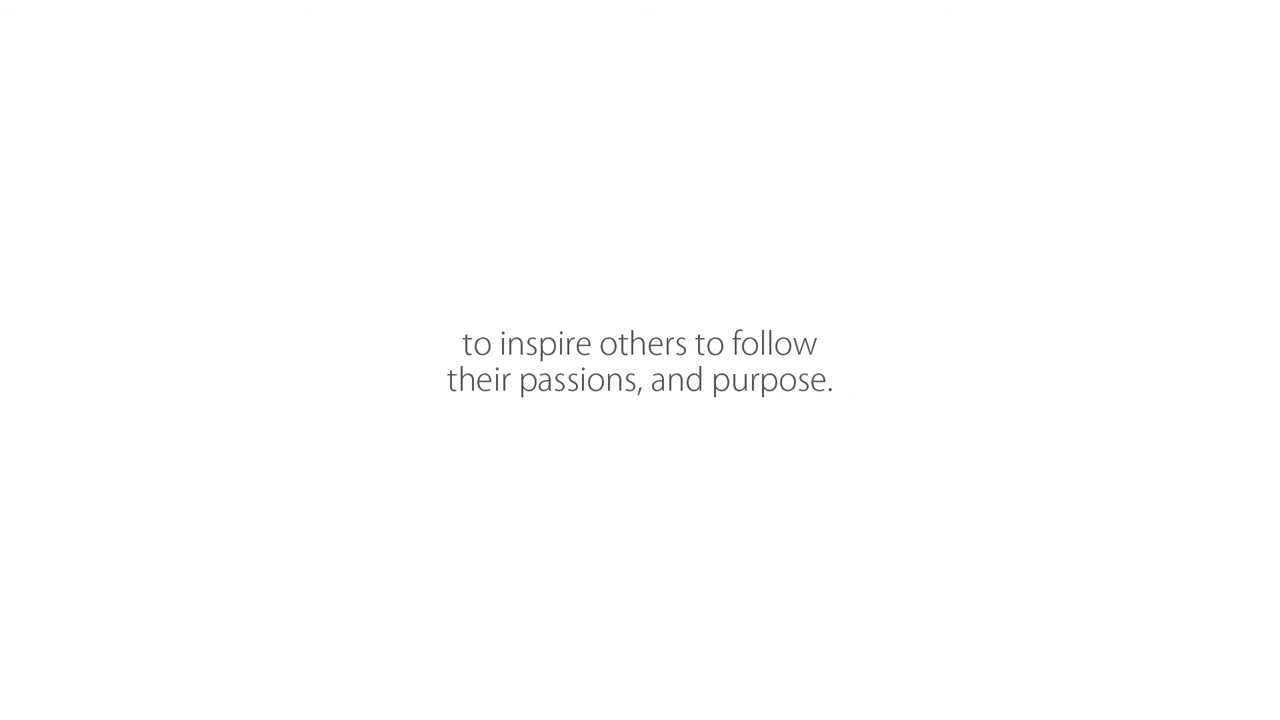 to inspire others to follow
their passions, and purpose.